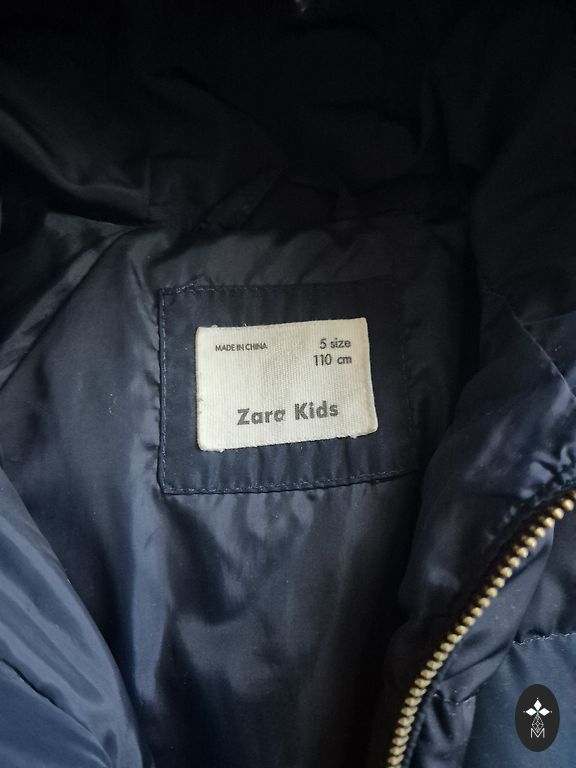 MADE IN CHINA
5 size
110 cm
Zara Kids
M